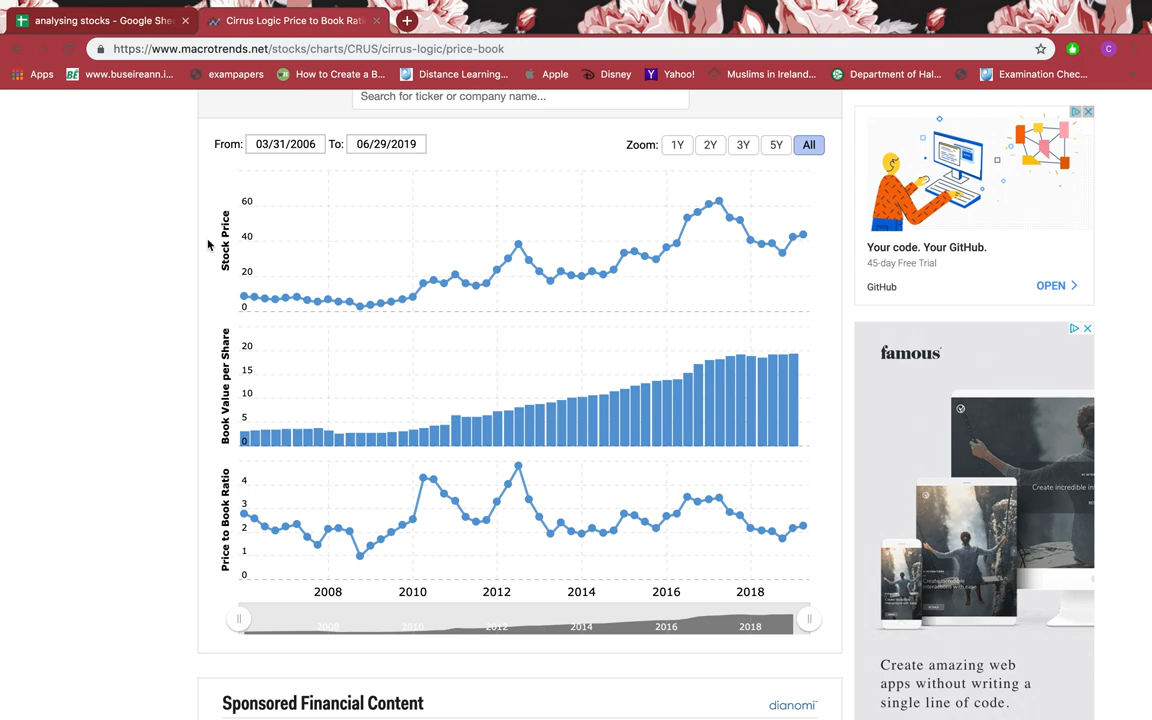 analysing stocks - Google She
Cirrus Logic Price to Book Rati
https://www.macrotrends.net/stocks/charts/CRUS/cirrus-logic/price-book
C
Apps
BÉ www.buseireann.i...
exampapers
How to Create a B...
Distance Learning...
Apple
Disney
Yahoo!
Muslims in Ireland...
Department of Hal...
Examination Chec...
Search for ticker or company name...
From: 03/31/2006 To: 06/29/2019
Zoom: 1Y 2Y 3Y 5Y All
Stock Price
60
40
20
0
Book Value per Share
20
15
10
5
0
Price to Book Ratio
4
3
2
1
0
2008 2010 2012 2014 2016 2018
2008 2010 2012 2014 2016 2018
Sponsored Financial Content
dianomi
Your code. Your GitHub.
45-day Free Trial
GitHub
OPEN
famous
Create incredible
Create incredible in
Create amazing web
apps without writing a
single line of code.